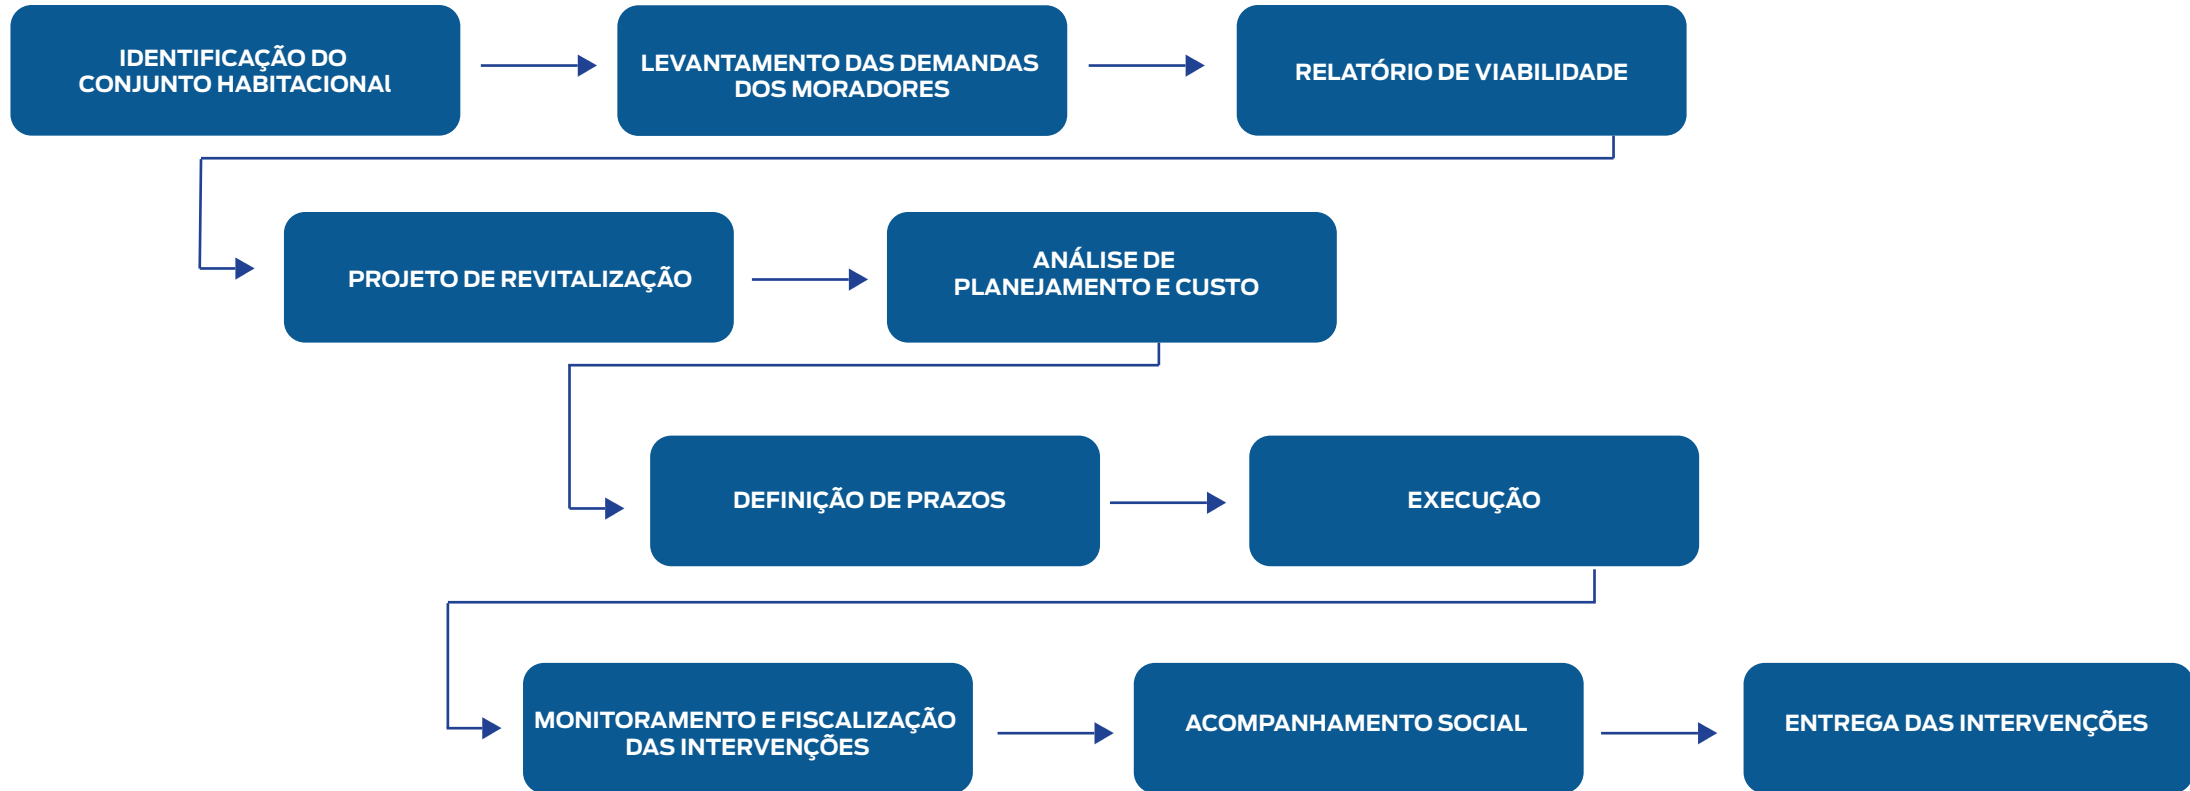 IDENTIFICAÇÃO DO
CONJUNTO HABITACIONAl
LEVANTAMENTO DAS DEMANDAS
DOS MORADORES
RELATÓRIO DE VIABILIDADE
PROJETO DE REVITALIZAÇÃO
ANÁLISE DE
PLANEJAMENTO E CUSTO
DEFINIÇÃO DE PRAZOS
EXECUÇÃO
MONITORAMENTO E FISCALIZAÇÃO
DAS INTERVENÇÕES
ACOMPANHAMENTO SOCIAL
ENTREGA DAS INTERVENÇÕES